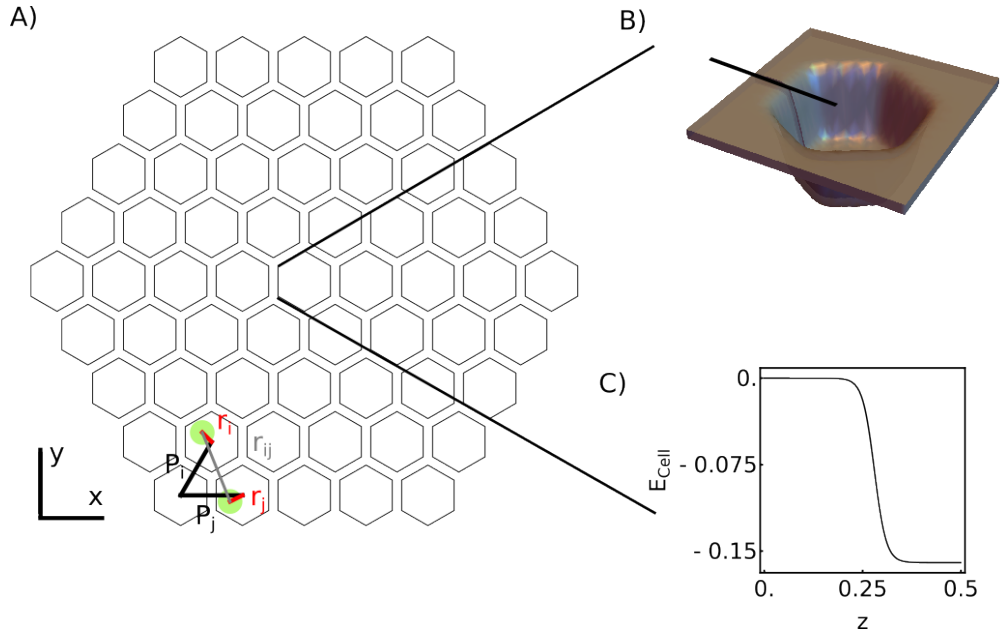 A)
B)
y
x
P_i
P_j
r_i
r_j
r_ij
C)
0.
- 0.075
- 0.15
E_Cell
0.
0.25
0.5
z